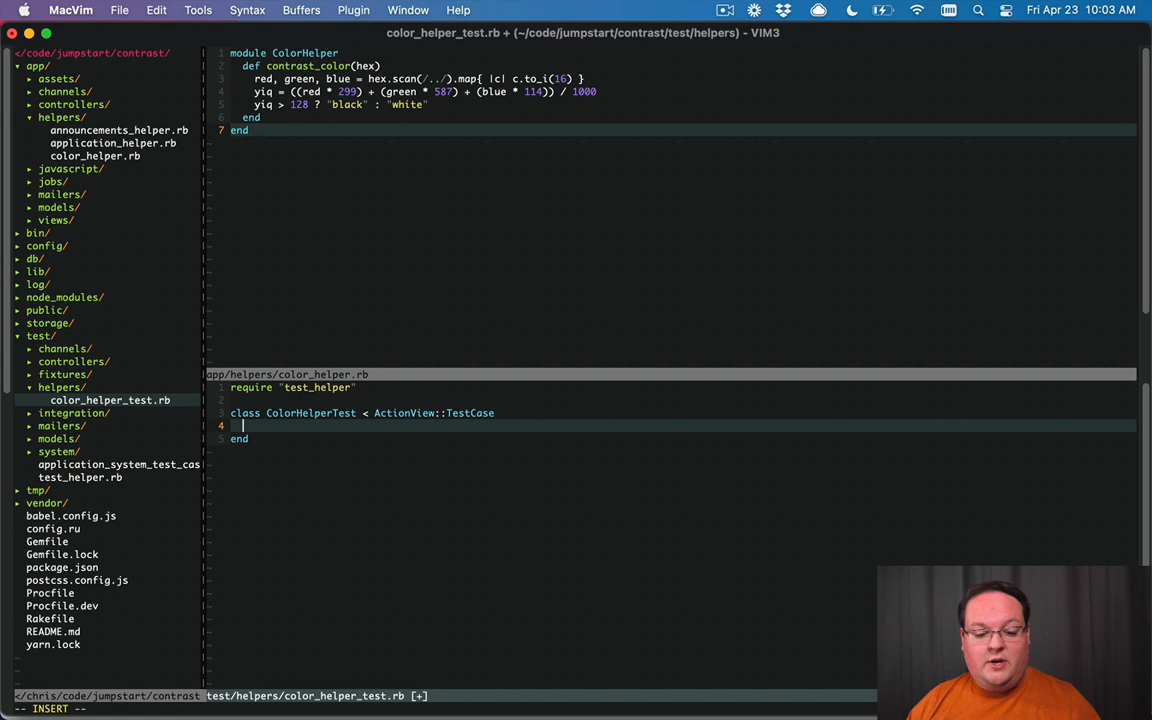 MacVim File Edit Tools Syntax Buffers Plugin Window Help Fri Apr 23 10:03 AM
color_helper_test.rb + (~/code/jumpstart/contrast/test/helpers) - VIM3
</code/jumpstart/contrast/
▾ app/
▸ assets/
▸ channels/
▸ controllers/
▾ helpers/
announcements_helper.rb
application_helper.rb
color_helper.rb
▸ javascript/
▸ jobs/
▸ mailers/
▸ models/
▸ views/
▸ bin/
▸ config/
▸ db/
▸ lib/
▸ log/
▸ node_modules/
▸ public/
▸ storage/
▾ test/
▸ channels/
▸ controllers/
▸ fixtures/
▾ helpers/
color_helper_test.rb
▸ integration/
▸ mailers/
▸ models/
▸ system/
application_system_test_cas
test_helper.rb
▸ tmp/
▸ vendor/
babel.config.js
config.ru
Gemfile
Gemfile.lock
package.json
postcss.config.js
Procfile
Procfile.dev
Rakefile
README.md
yarn.lock
</chris/code/jumpstart/contrast
1 module ColorHelper
2 def contrast_color(hex)
3 red, green, blue = hex.scan(/../).map{ |c| c.to_i(16) }
4 yiq = ((red * 299) + (green * 587) + (blue * 114)) / 1000
5 yiq > 128 ? "black" : "white"
6 end
7 end
app/helpers/color_helper.rb
1 require "test_helper"
2
3 class ColorHelperTest < ActionView::TestCase
4
5 end
test/helpers/color_helper_test.rb [+]
-- INSERT --